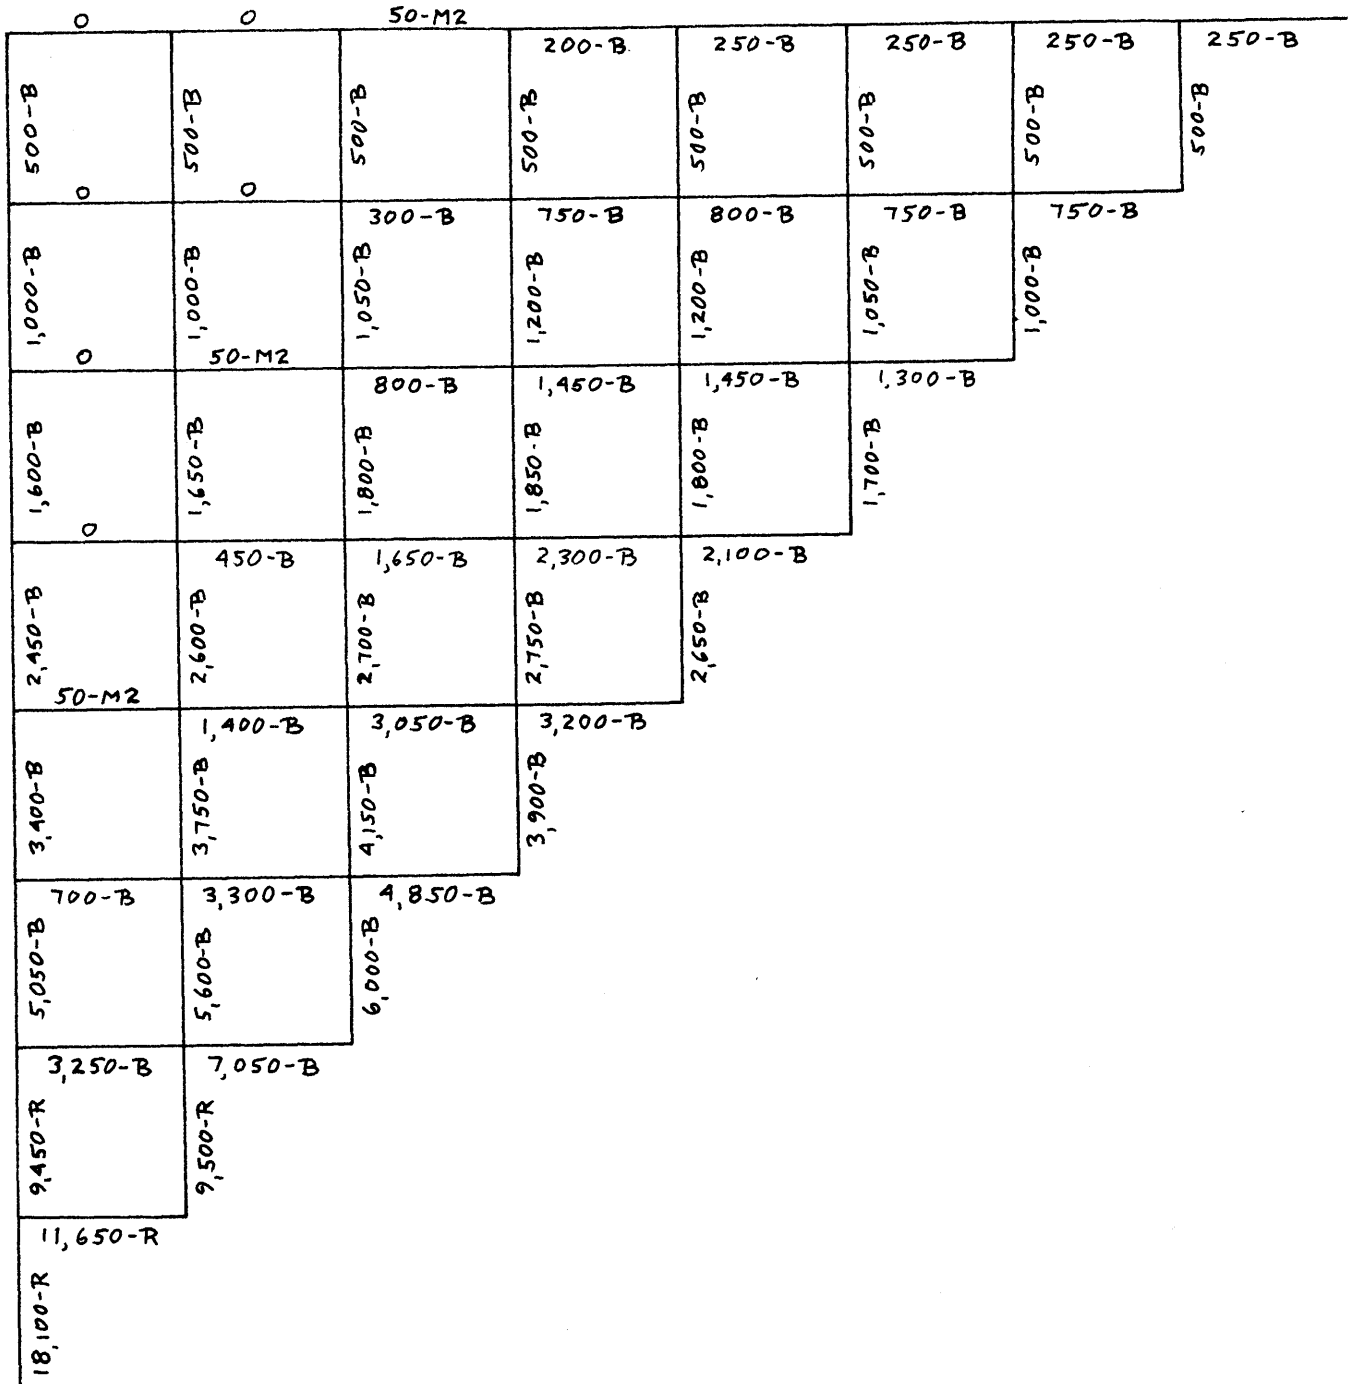 0 0 50-M2
200-B 250-B 250-B 250-B 250-B
500-B 500-B 500-B 500-B 500-B 500-B 500-B 500-B
0 0
300-B 750-B 800-B 750-B 750-B
1,000-B 1,000-B 1,050-B 1,200-B 1,200-B 1,050-B 1,000-B
0 50-M2
800-B 1,450-B 1,450-B 1,300-B
1,600-B 1,650-B 1,800-B 1,850-B 1,800-B 1,700-B
0
450-B 1,650-B 2,300-B 2,100-B
2,450-B 2,600-B 2,700-B 2,750-B 2,650-B
50-M2
1,400-B 3,050-B 3,200-B
3,400-B 3,750-B 4,150-B 3,900-B
700-B 3,300-B 4,850-B
5,050-B 5,600-B 6,000-B
3,250-B 7,050-B
9,450-R 9,500-R
11,650-R
18,100-R